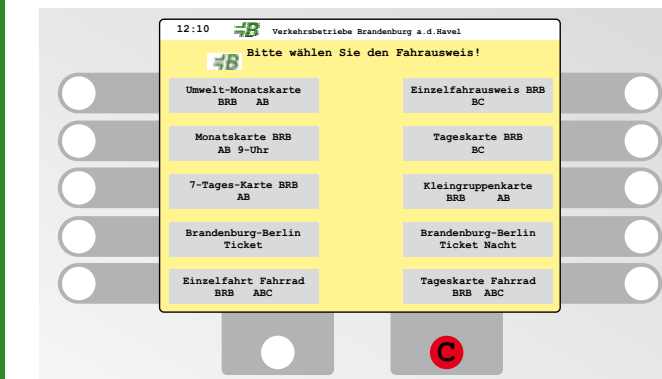 12:10 B Verkehrsbetriebe Brandenburg a.d.Havel
B Bitte wählen Sie den Fahrausweis!
Umwelt-Monatskarte
BRB AB
Einzelfahrausweis BRB
BC
Monatskarte BRB
AB 9-Uhr
Tageskarte BRB
BC
7-Tages-Karte BRB
AB
Kleingruppenkarte
BRB AB
Brandenburg-Berlin
Ticket
Brandenburg-Berlin
Ticket Nacht
Einzelfahrt Fahrrad
BRB ABC
Tageskarte Fahrrad
BRB ABC
C